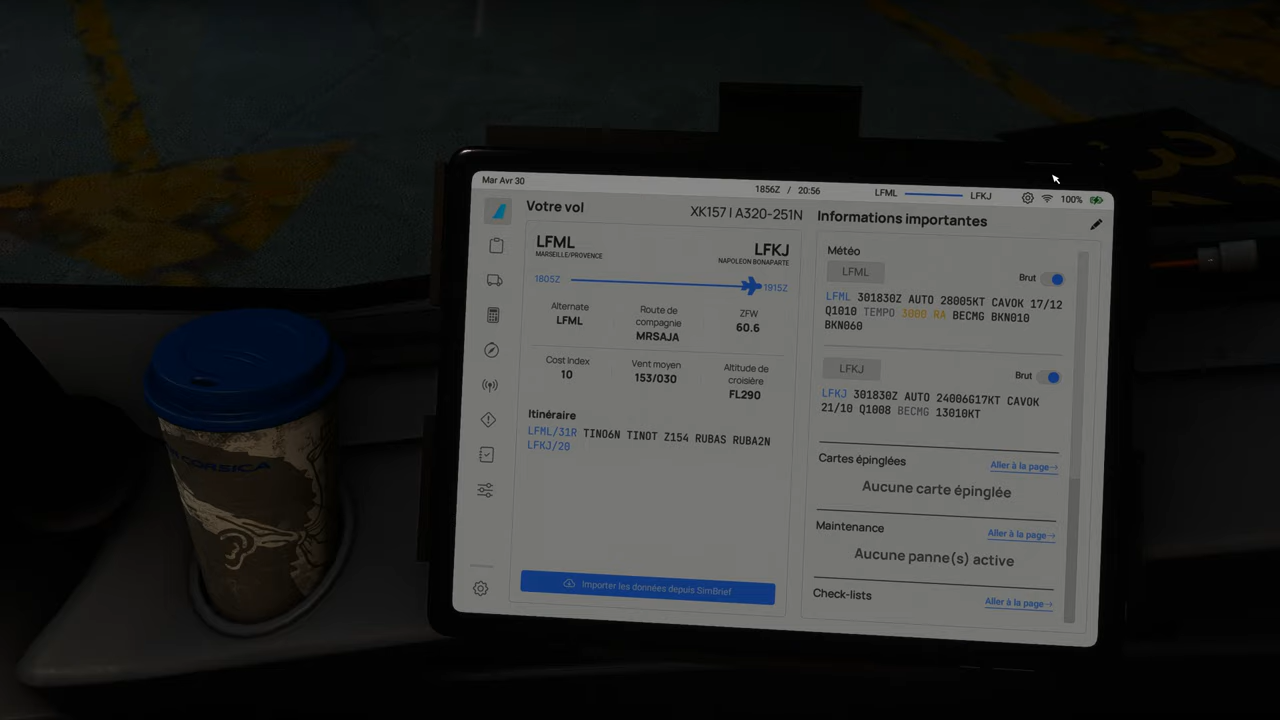 Mar Avr 30
1856Z / 20:56
LFML LFKJ
100%
Votre vol
XK157 | A320-251N
LFML
MARSEILLE/PROVENCE
LFKJ
NAPOLEON BONAPARTE
1805Z
1915Z
Alternate
LFML
Route de
compagnie
MRSAJA
ZFW
60.6
Cost Index
10
Vent moyen
153/030
Altitude de
croisière
FL290
Itinéraire
LFML/31R TINO6N TINOT Z154 RUBAS RUBA2N
LFKJ/20
Importer les données depuis SimBrief
Informations importantes
Météo
LFML
Brut
LFML 301830Z AUTO 28005KT CAVOK 17/12
Q1010 TEMPO 3000 RA BECMG BKN010
BKN060
LFKJ
Brut
LFKJ 301830Z AUTO 24006G17KT CAVOK
21/10 Q1008 BECMG 13010KT
Cartes épinglées
Aller à la page→
Aucune carte épinglée
Maintenance
Aller à la page→
Aucune panne(s) active
Check-lists
Aller à la page→
CORSICA